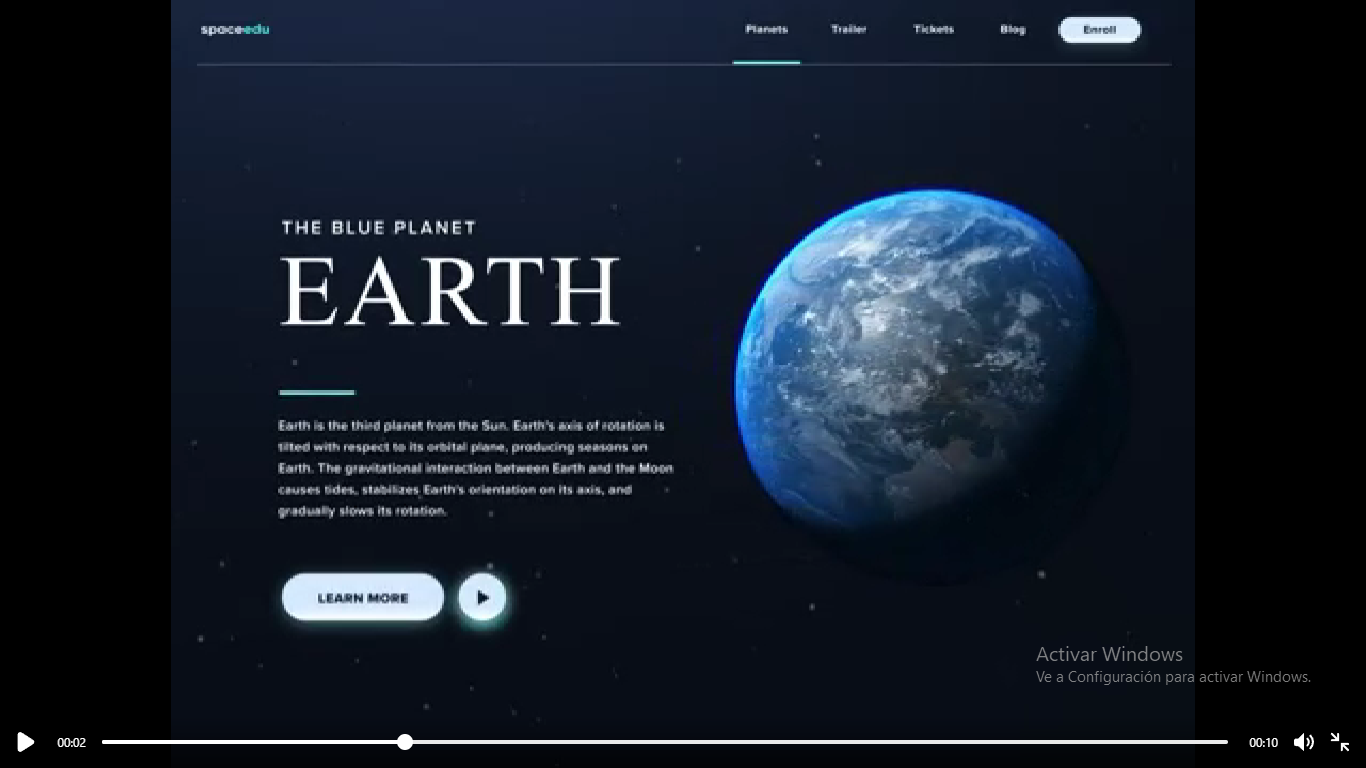 spaceedu
Planets Trailer Tickets Blog Enroll
THE BLUE PLANET
EARTH
Earth is the third planet from the Sun. Earth's axis of rotation is
tilted with respect to its orbital plane, producing seasons on
Earth. The gravitational interaction between Earth and the Moon
causes tides, stabilizes Earth's orientation on its axis, and
gradually slows its rotation.
LEARN MORE
Activar Windows
Ve a Configuración para activar Windows.
00:02 00:10